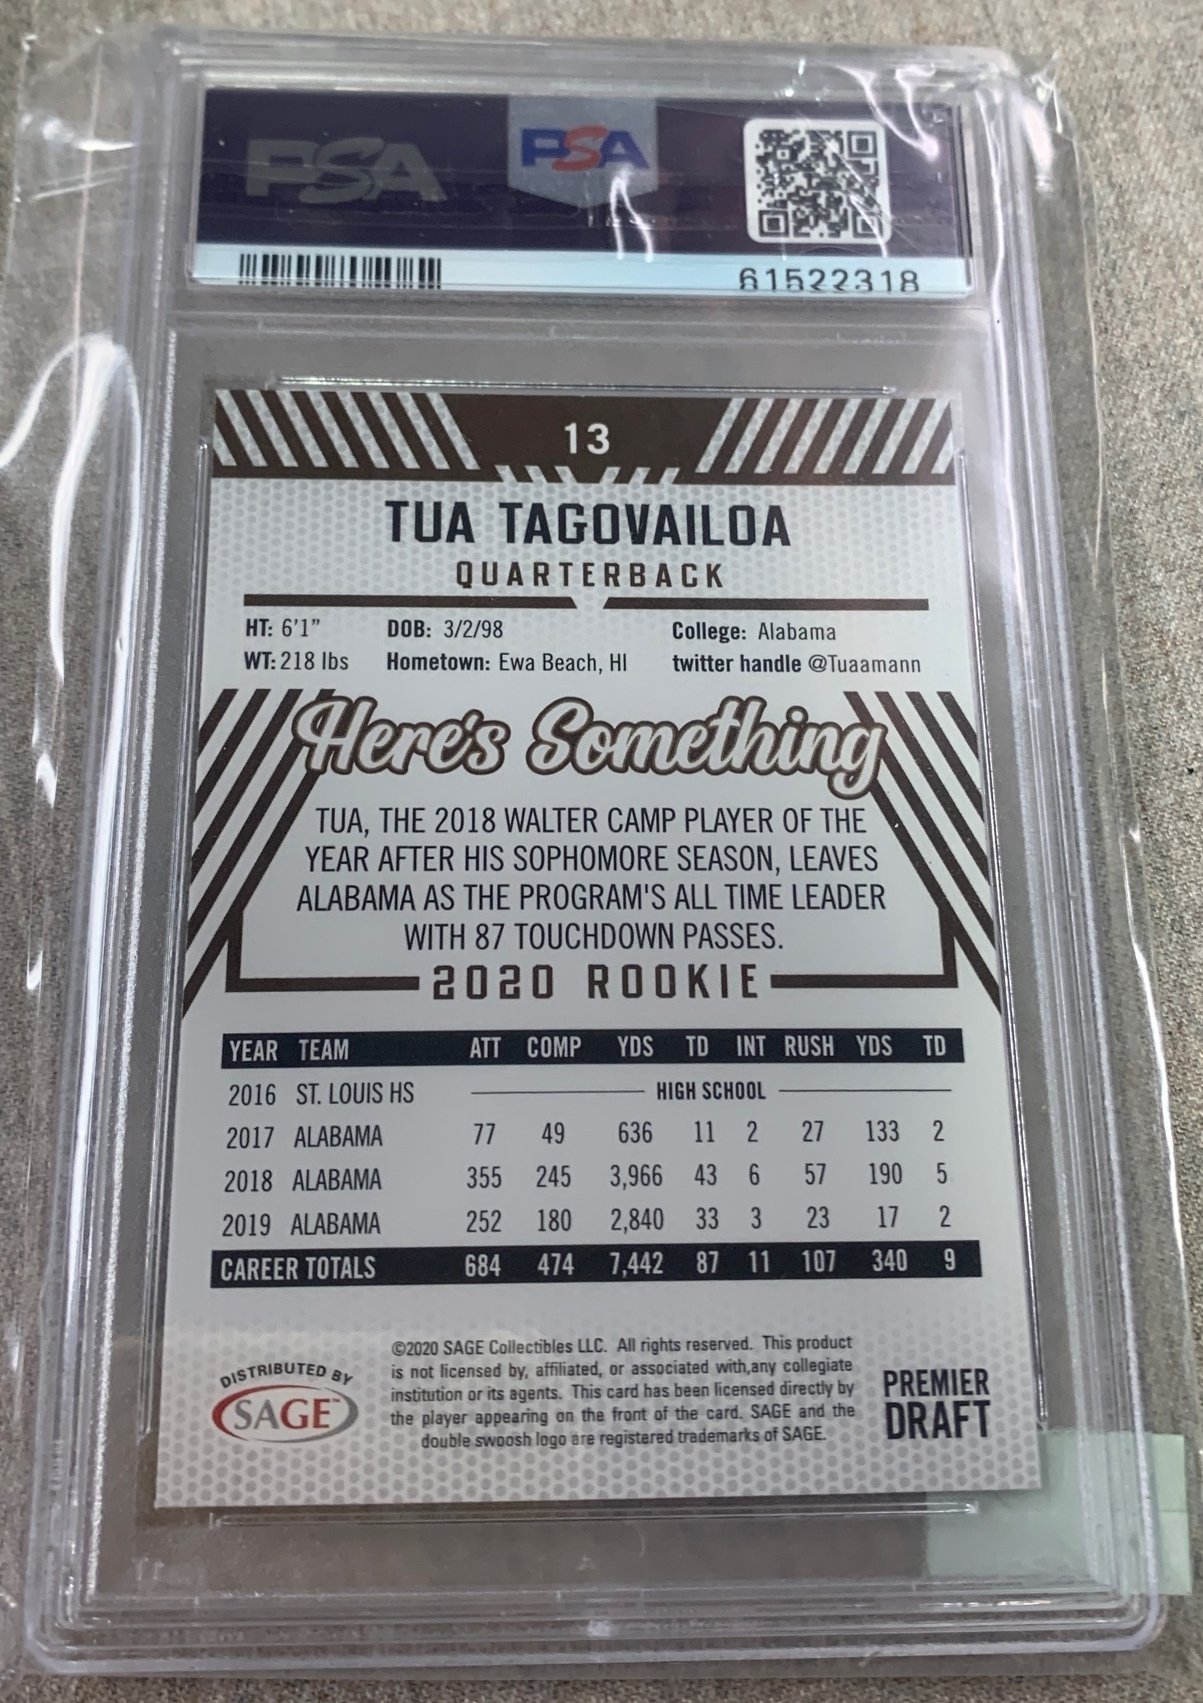 PSA PSA
61522318
13
TUA TAGOVAILOA
QUARTERBACK
HT: 6'1" DOB: 3/2/98 College: Alabama
WT: 218 lbs Hometown: Ewa Beach, HI twitter handle @Tuaamann
Here's Something
TUA, THE 2018 WALTER CAMP PLAYER OF THE
YEAR AFTER HIS SOPHOMORE SEASON, LEAVES
ALABAMA AS THE PROGRAM'S ALL TIME LEADER
WITH 87 TOUCHDOWN PASSES.
2020 ROOKIE
YEAR TEAM ATT COMP YDS TD INT RUSH YDS TD
2016 ST. LOUIS HS HIGH SCHOOL
2017 ALABAMA 77 49 636 11 2 27 133 2
2018 ALABAMA 355 245 3,966 43 6 57 190 5
2019 ALABAMA 252 180 2,840 33 3 23 17 2
CAREER TOTALS 684 474 7,442 87 11 107 340 9
DISTRIBUTED BY
SAGE™
©2020 SAGE Collectibles LLC. All rights reserved. This product
is not licensed by, affiliated, or associated with,any collegiate
institution or its agents. This card has been licensed directly by
the player appearing on the front of the card. SAGE and the
double swoosh logo are registered trademarks of SAGE.
PREMIER
DRAFT